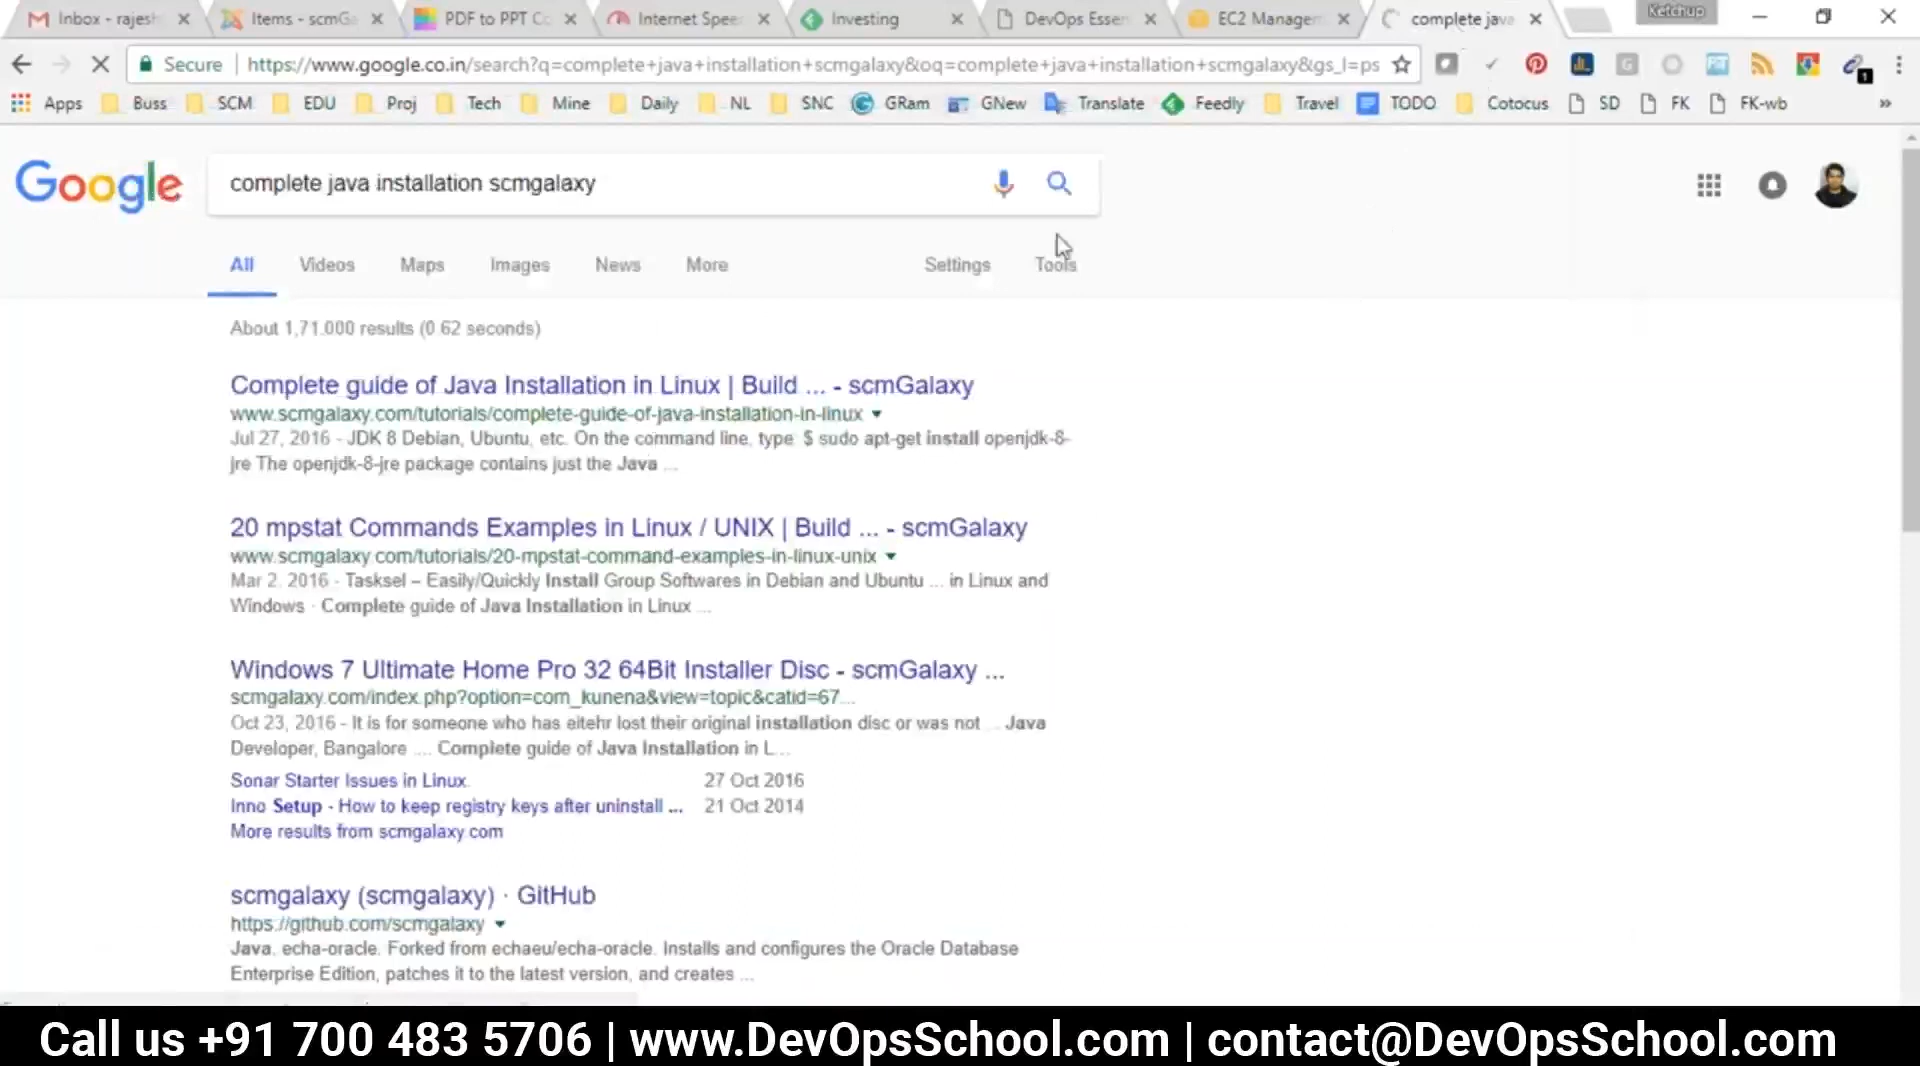 Inbox - rajesh
Items - scmGa
PDF to PPT Co
Internet Spee
Investing
DevOps Essen
EC2 Managem
complete java
Ketchup
Secure | https://www.google.co.in/search?q=complete+java+installation+scmgalaxy&oq=complete+java+installation+scmgalaxy&gs_l=ps
1
Apps Buss SCM EDU Proj Tech Mine Daily NL SNC GRam GNew Translate Feedly Travel TODO Cotocus SD FK FK-wb »
Google
complete java installation scmgalaxy
All Videos Maps Images News More Settings Tools
About 1,71,000 results (0.62 seconds)
Complete guide of Java Installation in Linux | Build ... - scmGalaxy
www.scmgalaxy.com/tutorials/complete-guide-of-java-installation-in-linux
Jul 27, 2016 - JDK 8 Debian, Ubuntu, etc. On the command line, type $ sudo apt-get install openjdk-8-
jre The openjdk-8-jre package contains just the Java ...
20 mpstat Commands Examples in Linux / UNIX | Build ... - scmGalaxy
www.scmgalaxy.com/tutorials/20-mpstat-command-examples-in-linux-unix
Mar 2, 2016 - Tasksel – Easily/Quickly Install Group Softwares in Debian and Ubuntu ... in Linux and
Windows · Complete guide of Java Installation in Linux ...
Windows 7 Ultimate Home Pro 32 64Bit Installer Disc - scmGalaxy ...
scmgalaxy.com/index.php?option=com_kunena&view=topic&catid=67...
Oct 23, 2016 - It is for someone who has eitehr lost their original installation disc or was not ... Java
Developer, Bangalore .... Complete guide of Java Installation in L...
Sonar Starter Issues in Linux 27 Oct 2016
Inno Setup - How to keep registry keys after uninstall ... 21 Oct 2014
More results from scmgalaxy.com
scmgalaxy (scmgalaxy) · GitHub
https://github.com/scmgalaxy
Java. echa-oracle. Forked from echaeu/echa-oracle. Installs and configures the Oracle Database
Enterprise Edition, patches it to the latest version, and creates ...
Call us +91 700 483 5706 | www.DevOpsSchool.com | contact@DevOpsSchool.com